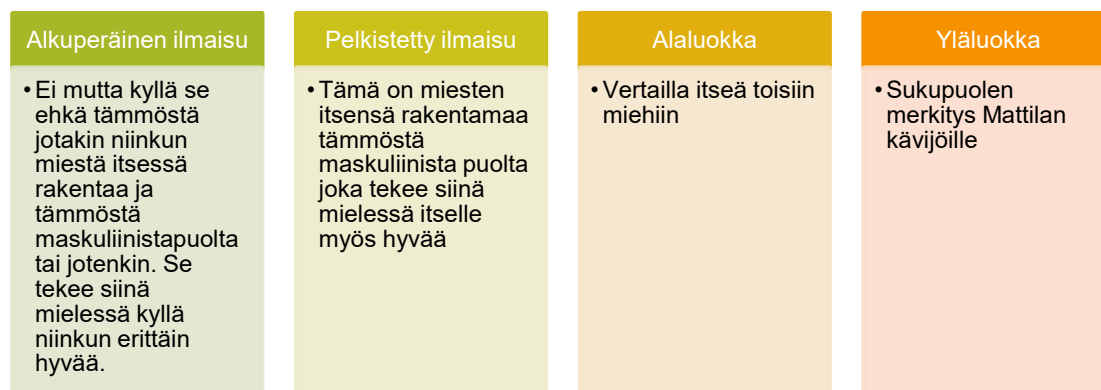 Alkuperäinen ilmaisu
• Ei mutta kyllä se
ehkä tämmöstä
jotakin niinkun
miestä itsessä
rakentaa ja
tämmöstä
maskuliinistapuolta
tai jotenkin. Se
tekee siinä
mielessä kyllä
niinkun erittäin
hyvää.
Pelkistetty ilmaisu
• Tämä on miesten
itsensä rakentamaa
tämmöstä
maskuliinista puolta
joka tekee siinä
mielessä itselle
myös hyvää
Alaluokka
• Vertailla itseä toisiin
miehiin
Yläluokka
• Sukupuolen
merkitys Mattilan
kävijöille